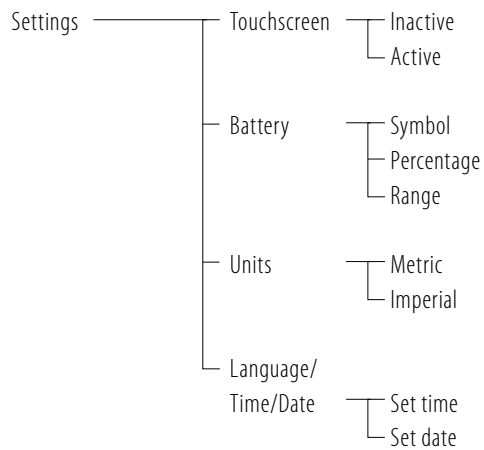 Settings Touchscreen Inactive
Active
Battery Symbol
Percentage
Range
Units Metric
Imperial
Language/
Time/Date Set time
Set date